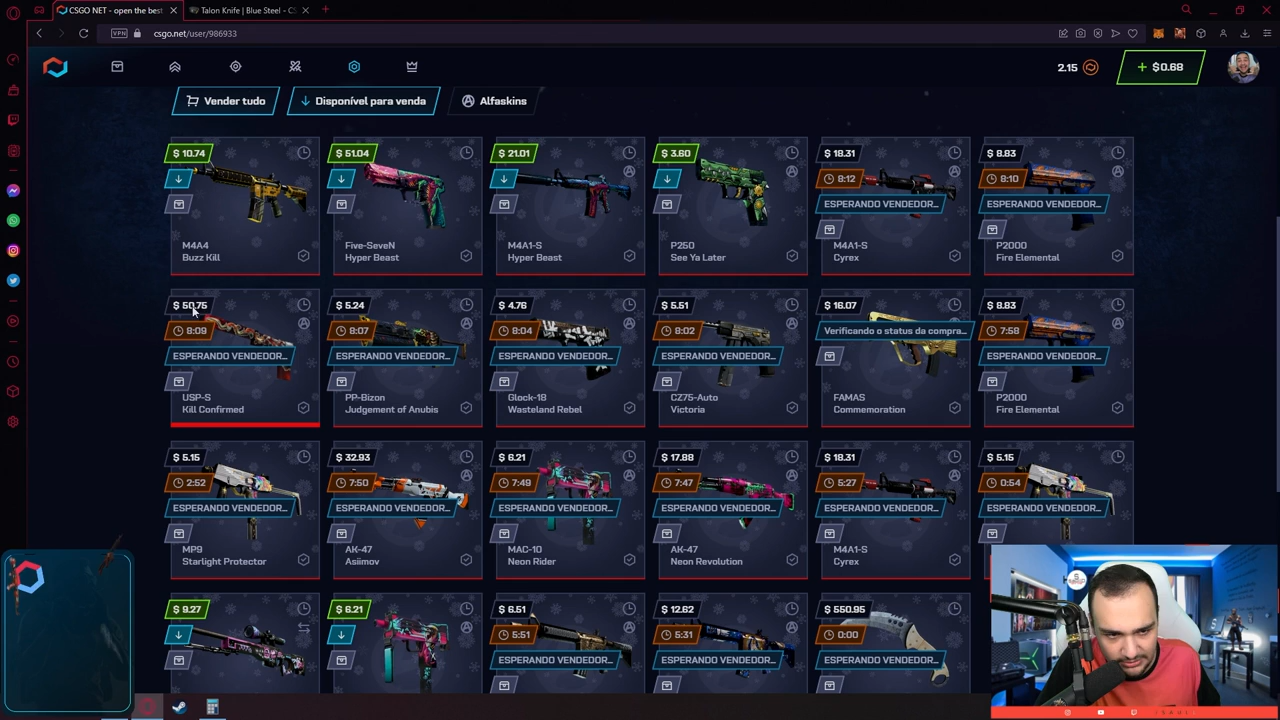 CSGO NET - open the best
Talon Knife | Blue Steel - CS
VPN
csgo.net/user/986933
2.15
+ $0.68
Vender tudo
Disponível para venda
Alfaskins
$ 10.74
$ 51.04
$ 21.01
$ 3.60
$ 18.31
$ 8.83
8:12
8:10
ESPERANDO VENDEDOR...
ESPERANDO VENDEDOR...
M4A4
Buzz Kill
Five-SeveN
Hyper Beast
M4A1-S
Hyper Beast
P250
See Ya Later
M4A1-S
Cyrex
P2000
Fire Elemental
$ 50.75
$ 5.24
$ 4.76
$ 5.51
$ 16.07
$ 8.83
8:09
8:07
8:04
8:02
Verificando o status da compra...
7:58
ESPERANDO VENDEDOR...
ESPERANDO VENDEDOR...
ESPERANDO VENDEDOR...
ESPERANDO VENDEDOR...
ESPERANDO VENDEDOR...
USP-S
Kill Confirmed
PP-Bizon
Judgement of Anubis
Glock-18
Wasteland Rebel
CZ75-Auto
Victoria
FAMAS
Commemoration
P2000
Fire Elemental
$ 5.15
$ 32.93
$ 6.21
$ 17.88
$ 18.31
$ 5.15
2:52
7:50
7:49
7:47
5:27
0:54
ESPERANDO VENDEDOR...
ESPERANDO VENDEDOR...
ESPERANDO VENDEDOR...
ESPERANDO VENDEDOR...
ESPERANDO VENDEDOR...
ESPERANDO VENDEDOR...
MP9
Starlight Protector
AK-47
Asiimov
MAC-10
Neon Rider
AK-47
Neon Revolution
M4A1-S
Cyrex
$ 9.27
$ 6.21
$ 6.51
$ 12.62
$ 550.95
5:51
5:31
0:00
ESPERANDO VENDEDOR...
ESPERANDO VENDEDOR...
ESPERANDO VENDEDOR...